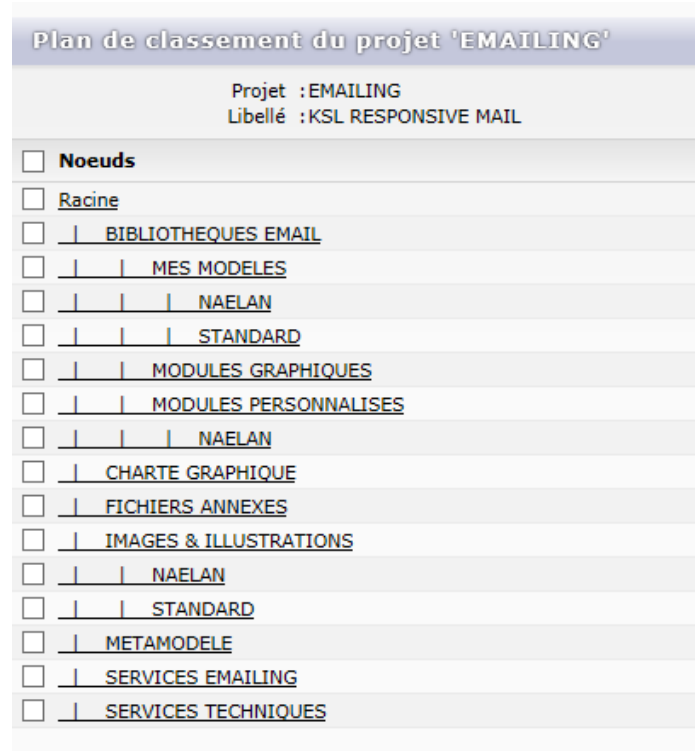 Plan de classement du projet 'EMAILING'
Projet :EMAILING
Libellé :KSL RESPONSIVE MAIL
Noeuds
Racine
| BIBLIOTHEQUES EMAIL
| | MES MODELES
| | | NAELAN
| | | STANDARD
| | MODULES GRAPHIQUES
| | MODULES PERSONNALISES
| | | NAELAN
| CHARTE GRAPHIQUE
| FICHIERS ANNEXES
| IMAGES & ILLUSTRATIONS
| | NAELAN
| | STANDARD
| METAMODELE
| SERVICES EMAILING
| SERVICES TECHNIQUES